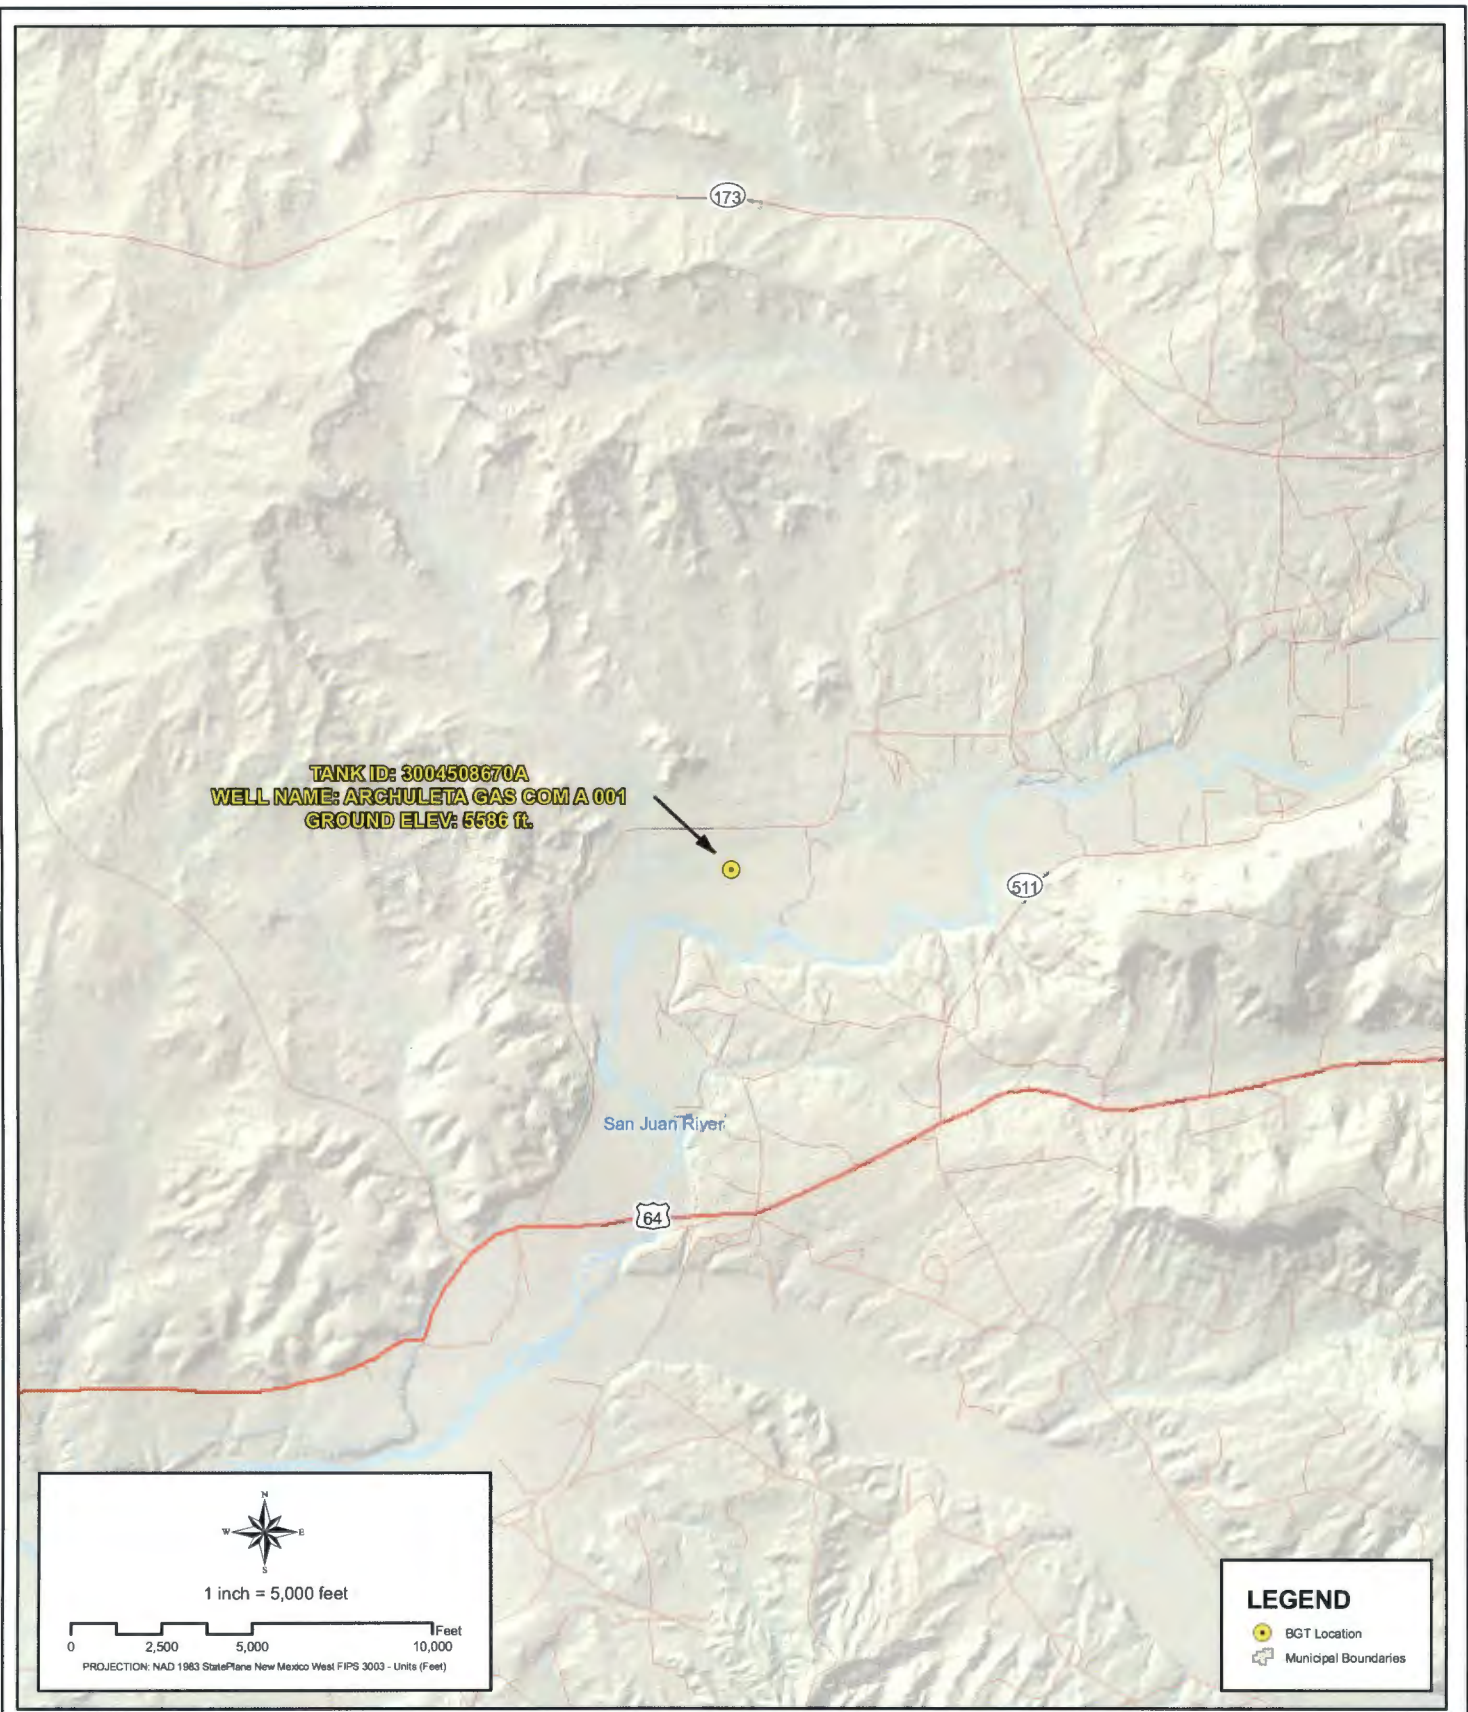 173
TANK ID: 3004508670A
WELL NAME: ARCHULETA GAS COM A 001
GROUND ELEV: 5586 ft.
511
San Juan River
64
N
W E
S
1 inch = 5,000 feet
Feet
0 2,500 5,000 10,000
PROJECTION: NAD 1983 StatePlane New Mexico West FIPS 3003 - Units (Feet)
LEGEND
BGT Location
Municipal Boundaries